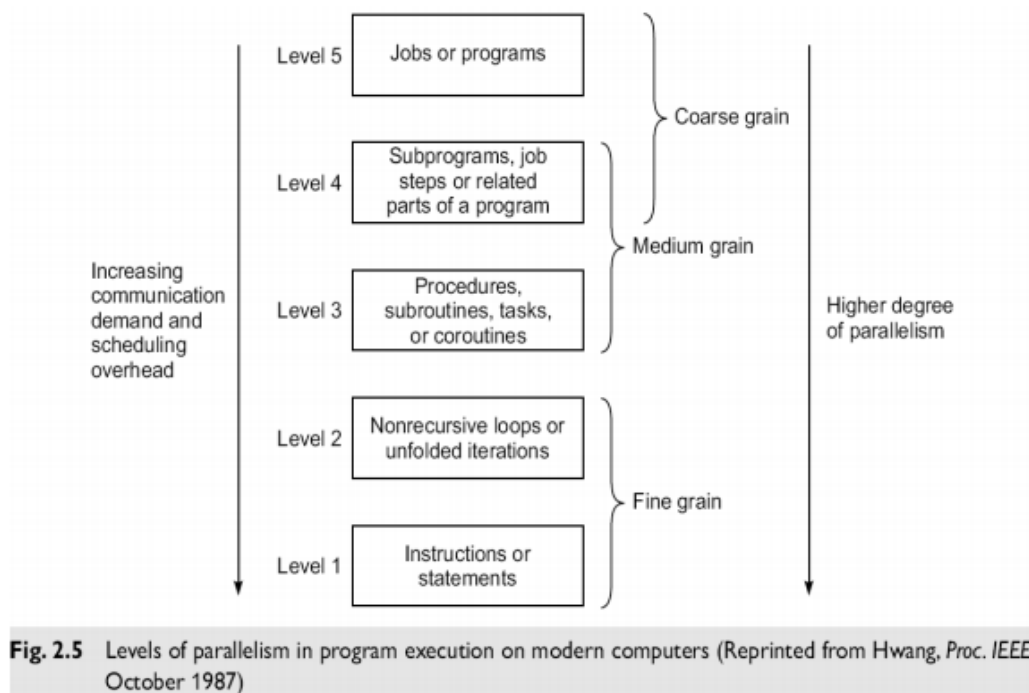 Level 5
Jobs or programs
Coarse grain
Level 4
Subprograms, job
steps or related
parts of a program
Medium grain
Increasing
communication
demand and
scheduling
overhead
Level 3
Procedures,
subroutines, tasks,
or coroutines
Higher degree
of parallelism
Level 2
Nonrecursive loops or
unfolded iterations
Fine grain
Level 1
Instructions or
statements
Fig. 2.5 Levels of parallelism in program execution on modern computers (Reprinted from Hwang, Proc. IEEE
October 1987)